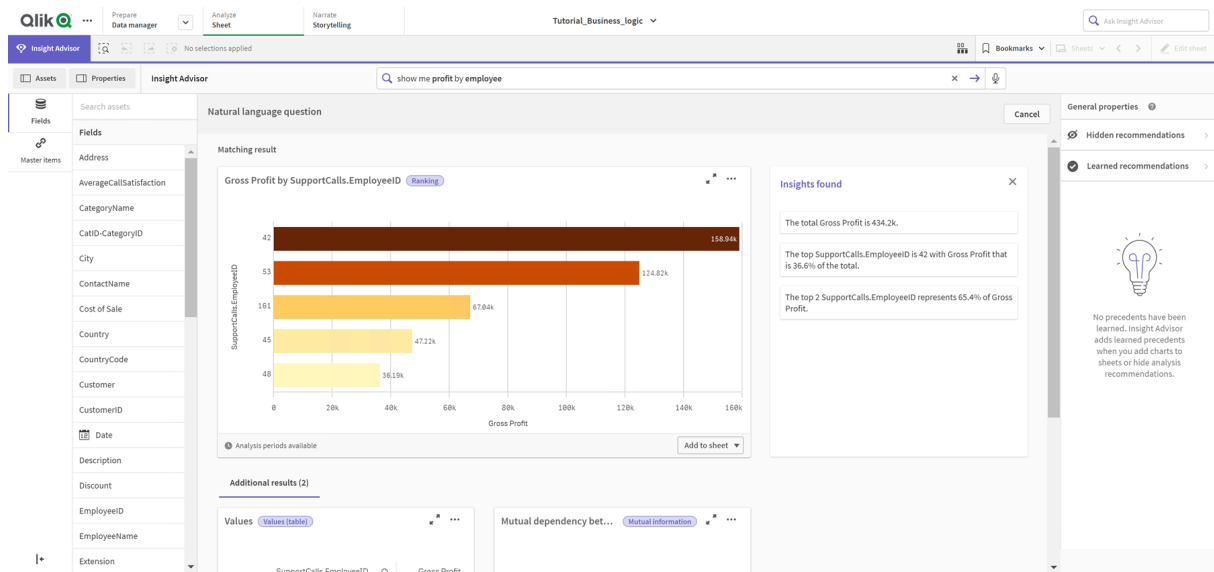 Qlik
Prepare
Data manager
Analyze
Sheet
Narrate
Storytelling
Tutorial_Business_logic
Ask Insight Advisor
Insight Advisor
No selections applied
Bookmarks
Sheets
Edit sheet
Assets
Properties
Insight Advisor
show me profit by employee
Fields
Master items
Search assets
Fields
Address
AverageCallSatisfaction
CategoryName
CatID-CategoryID
City
ContactName
Cost of Sale
Country
CountryCode
Customer
CustomerID
Date
Description
Discount
EmployeeID
EmployeeName
Extension
Natural language question
Cancel
Matching result
Gross Profit by SupportCalls.EmployeeID
Ranking
SupportCalls.EmployeeID
42
158.94k
53
124.82k
161
67.04k
45
47.22k
48
36.19k
0 20k 40k 60k 80k 100k 120k 140k 160k
Gross Profit
Analysis periods available
Add to sheet
Insights found
The total Gross Profit is 434.2k.
The top SupportCalls.EmployeeID is 42 with Gross Profit that
is 36.6% of the total.
The top 2 SupportCalls.EmployeeID represents 65.4% of Gross
Profit.
Additional results (2)
Values
Values (table)
SupportCalls.EmployeeID
Gross Profit
Mutual dependency bet...
Mutual information
General properties
Hidden recommendations
Learned recommendations
No precedents have been
learned. Insight Advisor
adds learned precedents
when you add charts to
sheets or hide analysis
recommendations.